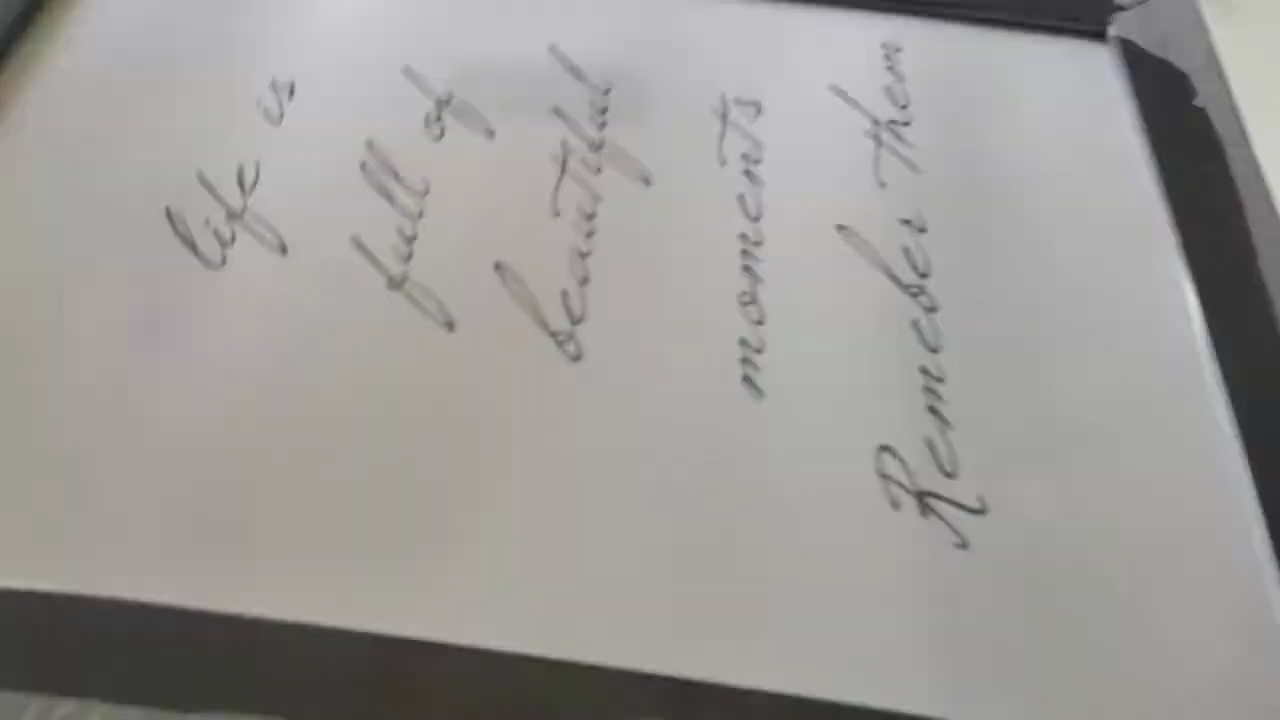 life is
full of
beautiful
moments
Remember them